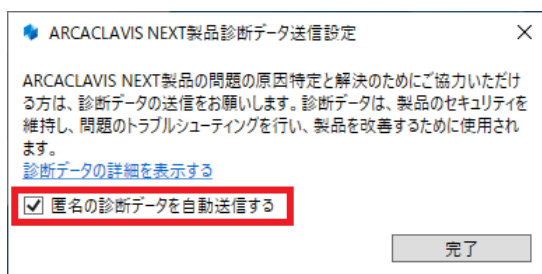 ARCACLAVIS NEXT製品診断データ送信設定
ARCACLAVIS NEXT製品の問題の原因特定と解決のためにご協力いただけ
る方は、診断データの送信をお願いします。診断データは、製品のセキュリティを
維持し、問題のトラブルシューティングを行い、製品を改善するために使用され
ます。
診断データの詳細を表示する
匿名の診断データを自動送信する
完了